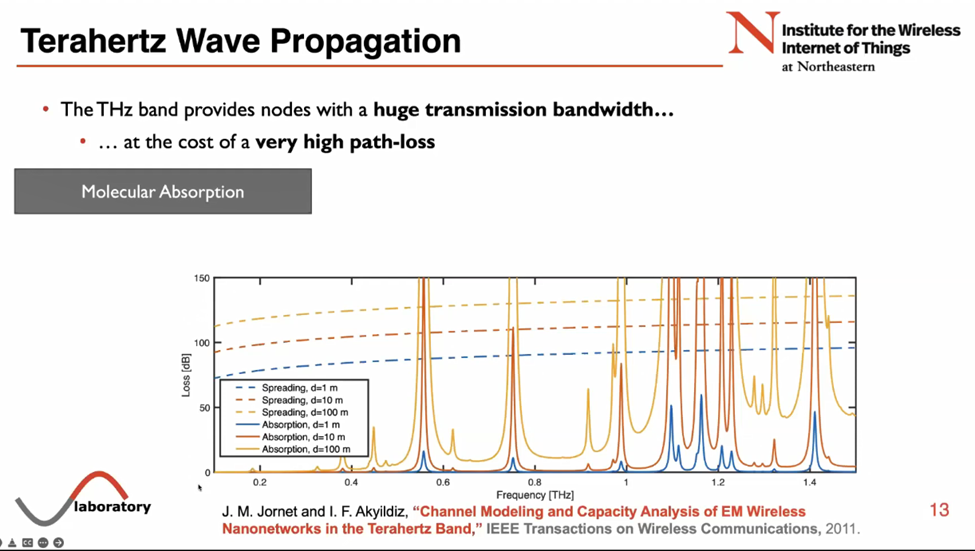 Terahertz Wave Propagation
N Institute for the Wireless
Internet of Things
at Northeastern
• The THz band provides nodes with a huge transmission bandwidth...
• ... at the cost of a very high path-loss
Molecular Absorption
150
100
50
0
Loss [dB]
Spreading, d=1 m
Spreading, d=10 m
Spreading, d=100 m
Absorption, d=1 m
Absorption, d=10 m
Absorption, d=100 m
0.2 0.4 0.6 0.8 1 1.2 1.4
Frequency [THz]
laboratory
J. M. Jornet and I. F. Akyildiz, “Channel Modeling and Capacity Analysis of EM Wireless
Nanonetworks in the Terahertz Band,” IEEE Transactions on Wireless Communications, 2011.
13